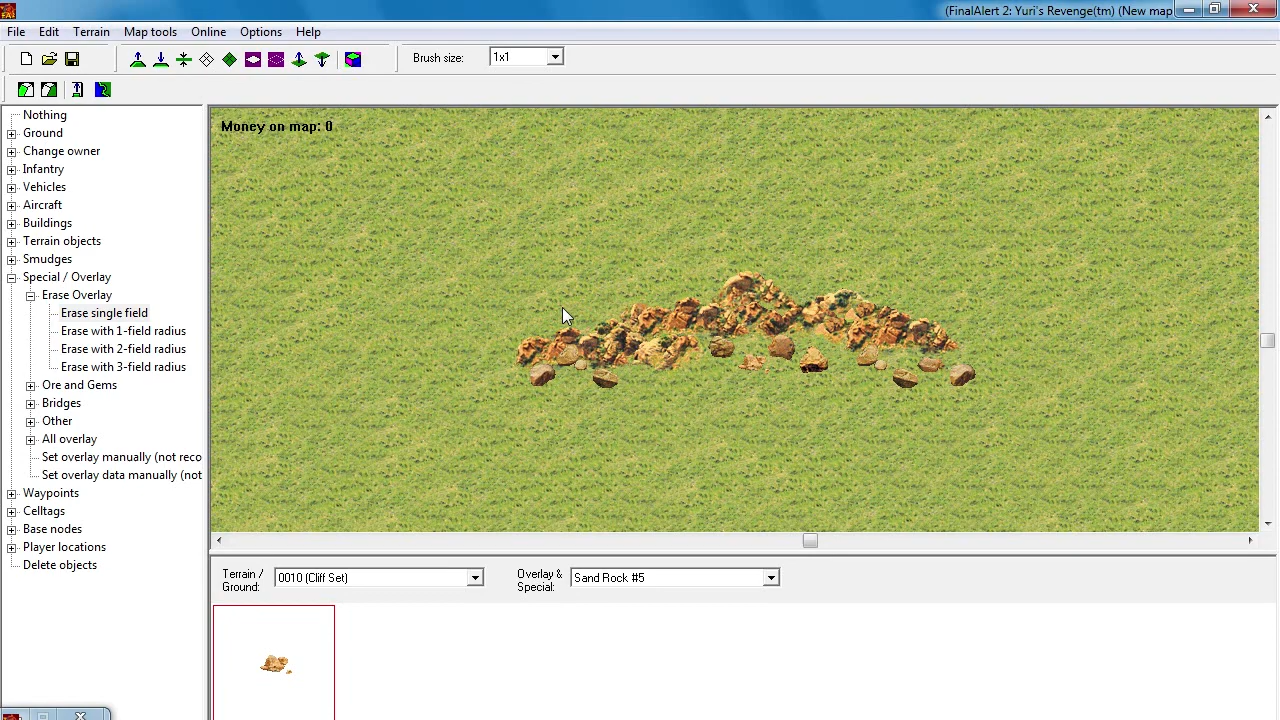 (FinalAlert 2: Yuri's Revenge(tm) (New map
File Edit Terrain Map tools Online Options Help
Brush size: 1x1
Nothing
Ground
Change owner
Infantry
Vehicles
Aircraft
Buildings
Terrain objects
Smudges
Special / Overlay
Erase Overlay
Erase single field
Erase with 1-field radius
Erase with 2-field radius
Erase with 3-field radius
Ore and Gems
Bridges
Other
All overlay
Set overlay manually (not reco
Set overlay data manually (not
Waypoints
Celltags
Base nodes
Player locations
Delete objects
Money on map: 0
Terrain / Ground: 0010 (Cliff Set)
Overlay & Special: Sand Rock #5